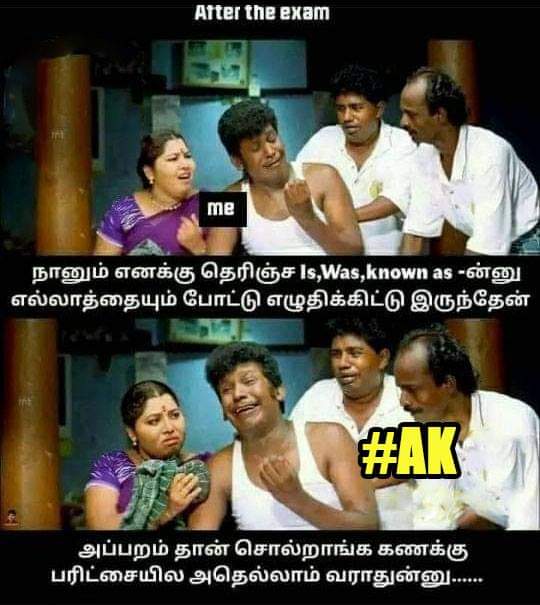 After the exam
me
நானும் எனக்கு தெரிஞ்ச Is,Was,known as -ன்னு
எல்லாத்தையும் போட்டு எழுதிக்கிட்டு இருந்தேன்
#AK
அப்பறம் தான் சொல்றாங்க கணக்கு
பரிட்சையில அதெல்லாம் வராதுன்னு......